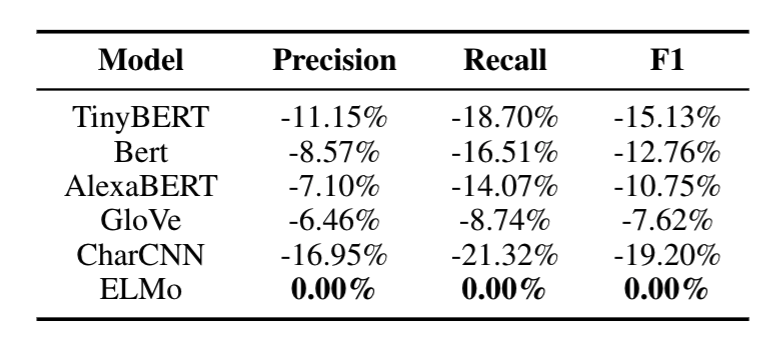 Model Precision Recall F1
TinyBERT -11.15% -18.70% -15.13%
Bert -8.57% -16.51% -12.76%
AlexaBERT -7.10% -14.07% -10.75%
GloVe -6.46% -8.74% -7.62%
CharCNN -16.95% -21.32% -19.20%
ELMo 0.00% 0.00% 0.00%